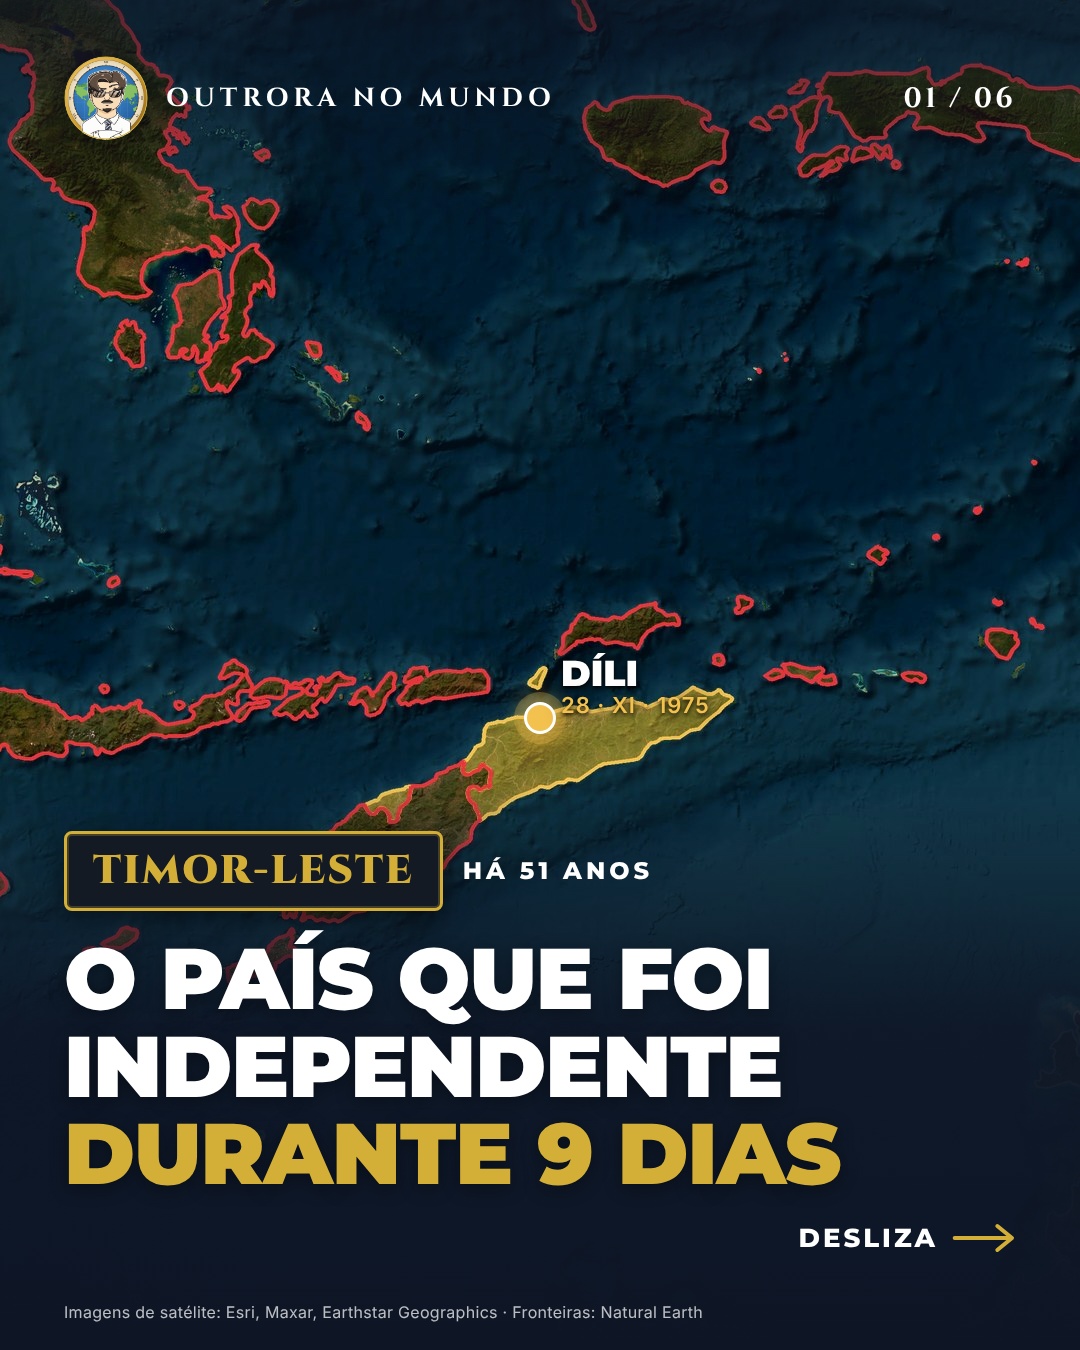 OUTRORA NO MUNDO
01 / 06
DÍLI
28 · XI · 1975
TIMOR-LESTE
HÁ 51 ANOS
O PAÍS QUE FOI
INDEPENDENTE
DURANTE 9 DIAS
DESLIZA
Imagens de satélite: Esri, Maxar, Earthstar Geographics · Fronteiras: Natural Earth